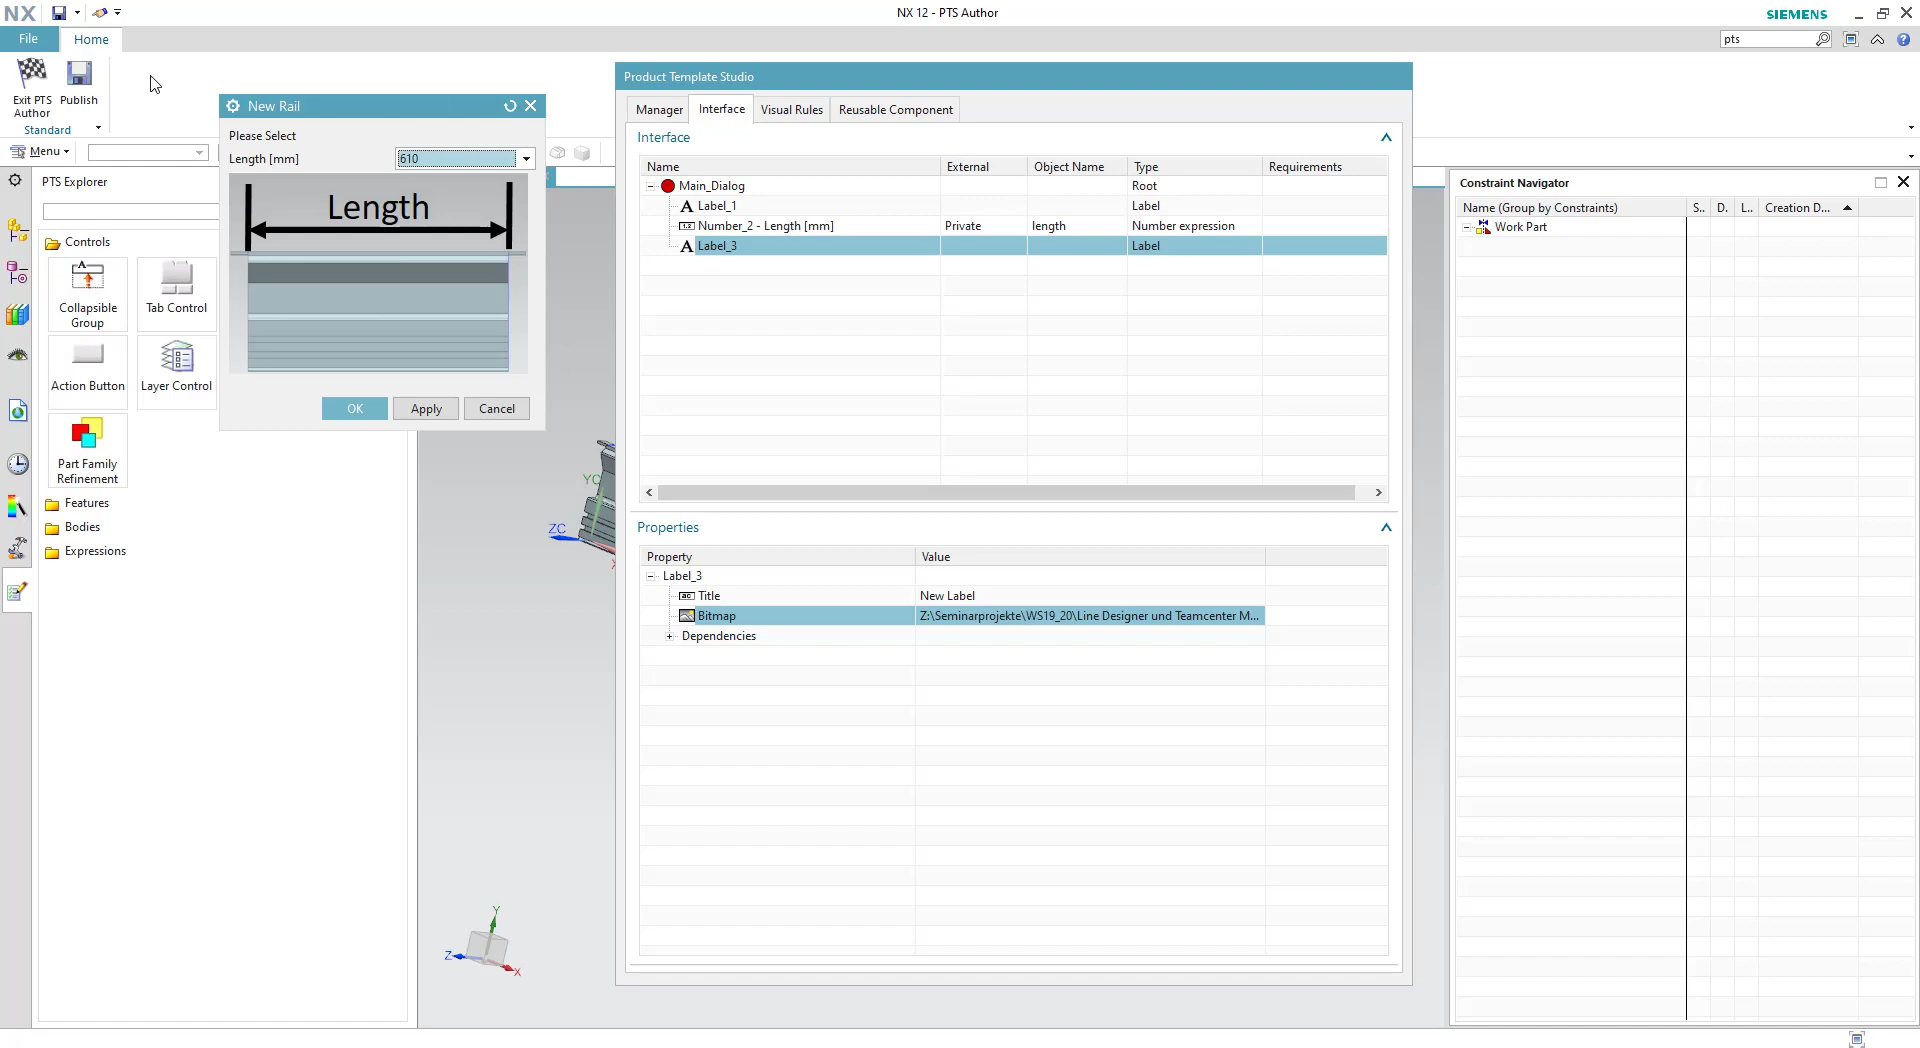 NX
NX 12 - PTS Author
SIEMENS
File
Home
pts
Exit PTS Author
Publish
Standard
Menu
New Rail
Please Select
Length [mm]
610
Length
OK
Apply
Cancel
PTS Explorer
Controls
Collapsible Group
Tab Control
Action Button
Layer Control
Part Family Refinement
Features
Bodies
Expressions
YC
ZC
Y
Z
X
Product Template Studio
Manager
Interface
Visual Rules
Reusable Component
Interface
Name External Object Name Type Requirements
Main_Dialog Root
A Label_1 Label
Number_2 - Length [mm] Private length Number expression
A Label_3 Label
Properties
Property Value
Label_3
Title New Label
Bitmap Z:\Seminarprojekte\WS19_20\Line Designer und Teamcenter M...
Dependencies
Constraint Navigator
Name (Group by Constraints) S.. D. L.. Creation D...
Work Part